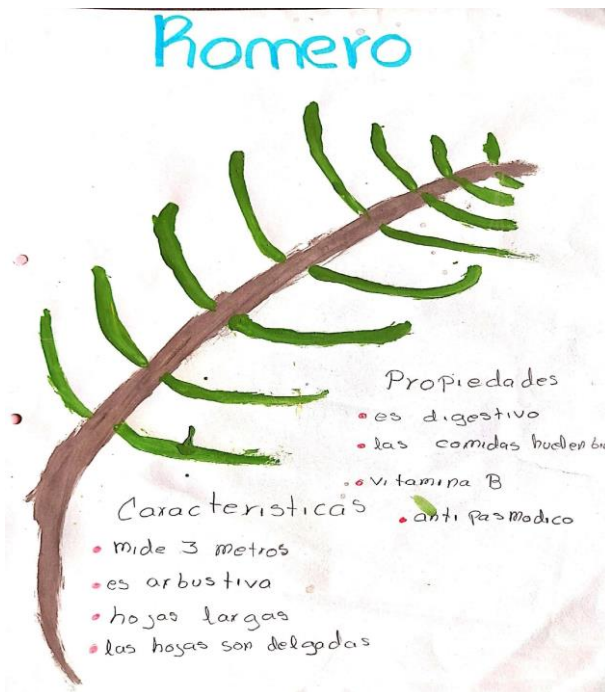 Romero
Propiedades
• es digestivo
• las comidas huelen bi
• vitamina B
• antipasmodico
Caracteristicas
• mide 3 metros
• es arbustiva
• hojas largas
• las hojas son delgadas